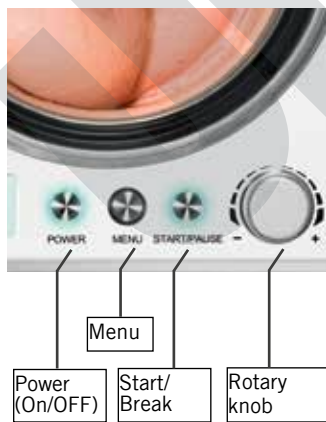 POWER
MENU
START/PAUSE
-
+
Menu
Power
(On/OFF)
Start/
Break
Rotary
knob